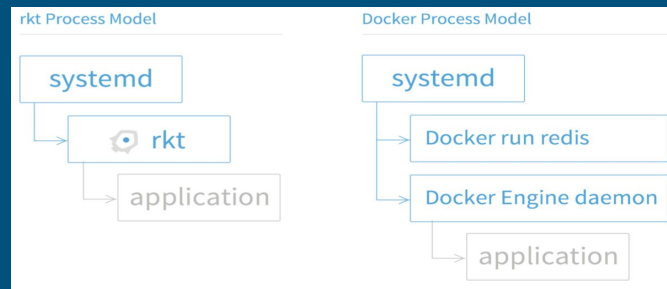 rkt Process Model
systemd
rkt
application
Docker Process Model
systemd
Docker run redis
Docker Engine daemon
application